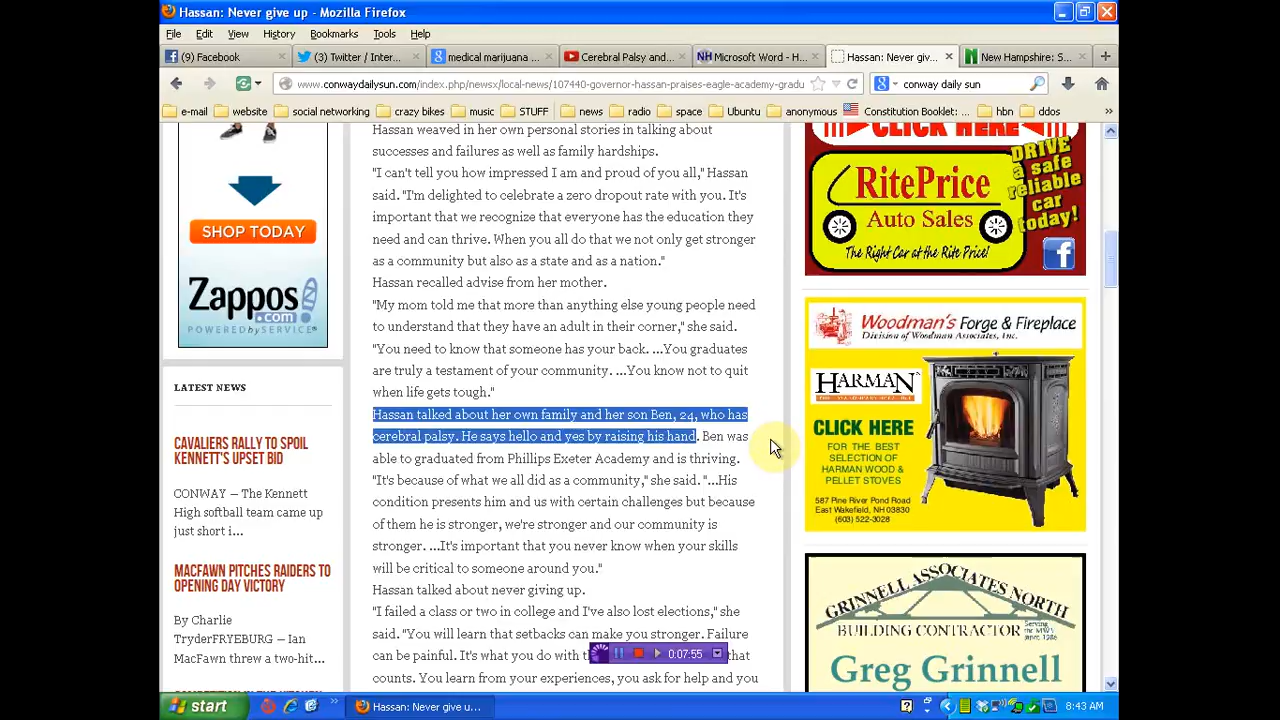 Hassan: Never give up - Mozilla Firefox
File Edit View History Bookmarks Tools Help
(9) Facebook
(3) Twitter / Inter...
medical marijuana ...
Cerebral Palsy and...
Microsoft Word - H...
Hassan: Never giv...
New Hampshire; S...
www.conwaydailysun.com/index.php/newsx/local-news/107440-governor-hassan-praises-eagle-academy-gradu
conway daily sun
e-mail website social networking crazy bikes music STUFF news radio space Ubuntu anonymous Constitution Booklet: ... hbn ddos
SHOP TODAY
Zappos
.com
POWERED by SERVICE
LATEST NEWS
CAVALIERS RALLY TO SPOIL
KENNETT'S UPSET BID
CONWAY — The Kennett
High softball team came up
just short i...
MACFAWN PITCHES RAIDERS TO
OPENING DAY VICTORY
By Charlie
TryderFRYEBURG — Ian
MacFawn threw a two-hit...
Hassan weaved in her own personal stories in talking about
successes and failures as well as family hardships.
"I can't tell you how impressed I am and proud of you all," Hassan
said. "I'm delighted to celebrate a zero dropout rate with you. It's
important that we recognize that everyone has the education they
need and can thrive. When you all do that we not only get stronger
as a community but also as a state and as a nation."
Hassan recalled advise from her mother.
"My mom told me that more than anything else young people need
to understand that they have an adult in their corner," she said.
"You need to know that someone has your back. ...You graduates
are truly a testament of your community. ...You know not to quit
when life gets tough."
Hassan talked about her own family and her son Ben, 24, who has
cerebral palsy. He says hello and yes by raising his hand. Ben was
able to graduated from Phillips Exeter Academy and is thriving.
"It's because of what we all did as a community," she said. "...His
condition presents him and us with certain challenges but because
of them he is stronger, we're stronger and our community is
stronger. ...It's important that you never know when your skills
will be critical to someone around you."
Hassan talked about never giving up.
"I failed a class or two in college and I've also lost elections," she
said. "You will learn that setbacks can make you stronger. Failure
can be painful. It's what you do with that
counts. You learn from your experiences, you ask for help and you
0:07:55
CLICK HERE
DRIVE
a safe
reliable
car
today!
RitePrice
Auto Sales
The Right Car at the Rite Price!
Woodman's Forge & Fireplace
Division of Woodman Associates, Inc.
HARMAN
CLICK HERE
FOR THE BEST
SELECTION OF
HARMAN WOOD &
PELLET STOVES
587 Pine River Pond Road
East Wakefield, NH 03830
(603) 522-3028
GRINNELL ASSOCIATES NORTH
BUILDING CONTRACTOR
Serving
the MWV
since 1986
Greg Grinnell
start
Hassan: Never give u...
8:43 AM